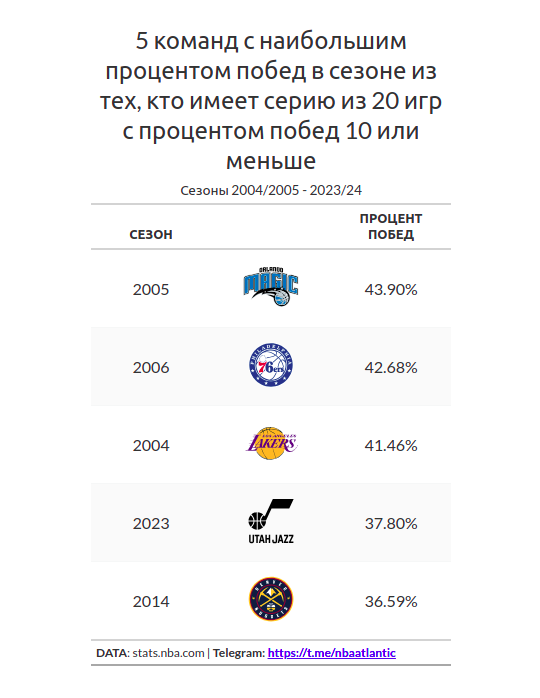 5 команд с наибольшим
процентом побед в сезоне из
тех, кто имеет серию из 20 игр
с процентом побед 10 или
меньше
Сезоны 2004/2005 - 2023/24
СЕЗОН
ПРОЦЕНТ
ПОБЕД
2005
ORLANDO
MAGIC
43.90%
2006
PHILADELPHIA
76ers
42.68%
2004
LOS ANGELES
LAKERS
41.46%
2023
UTAH JAZZ
37.80%
2014
DENVER
NUGGETS
36.59%
DATA: stats.nba.com | Telegram: https://t.me/nbaatlantic